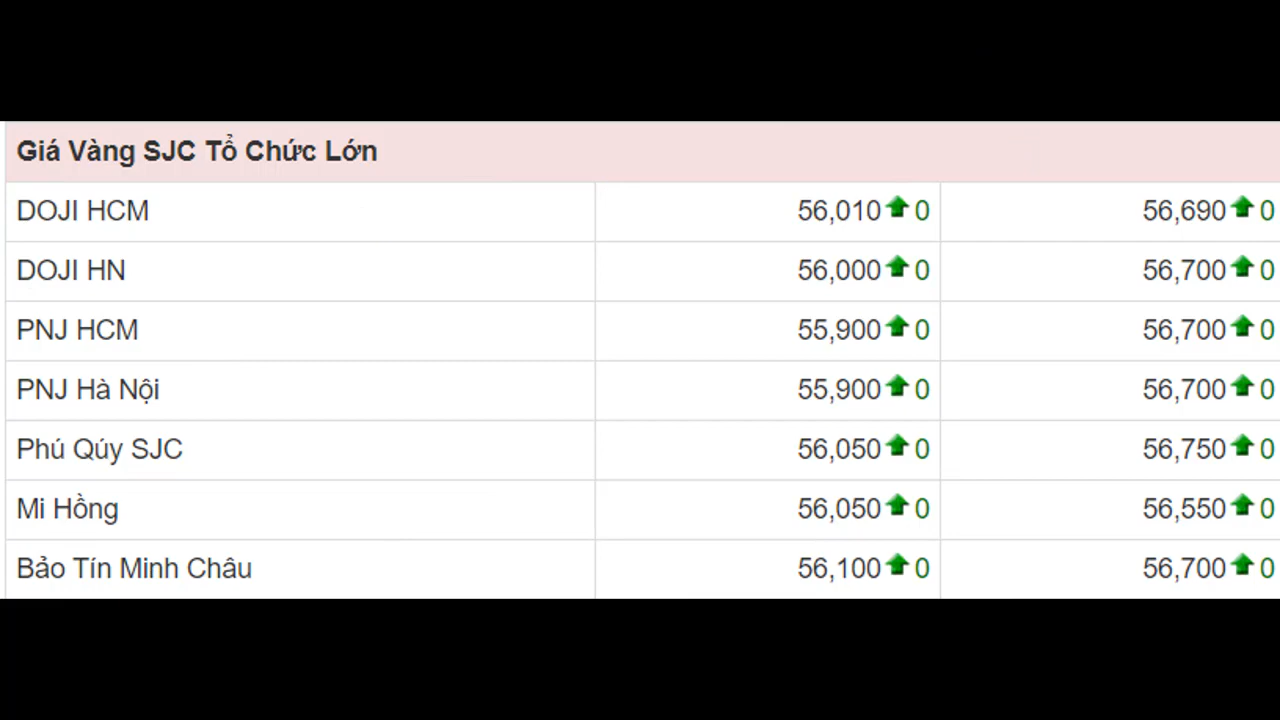 Giá Vàng SJC Tổ Chức Lớn
DOJI HCM 56,010 0 56,690 0
DOJI HN 56,000 0 56,700 0
PNJ HCM 55,900 0 56,700 0
PNJ Hà Nội 55,900 0 56,700 0
Phú Qúy SJC 56,050 0 56,750 0
Mi Hồng 56,050 0 56,550 0
Bảo Tín Minh Châu 56,100 0 56,700 0